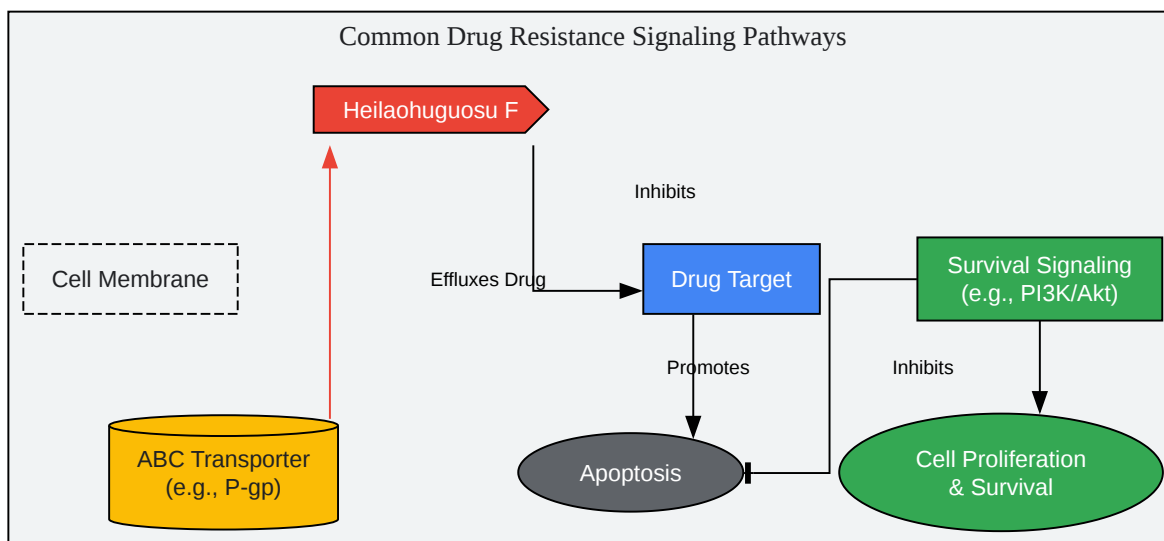 Common Drug Resistance Signaling Pathways
Heilaohuguosu F
Inhibits
Cell Membrane
Effluxes Drug
Drug Target
Survival Signaling
(e.g., PI3K/Akt)
Promotes
Inhibits
ABC Transporter
(e.g., P-gp)
Apoptosis
Cell Proliferation
& Survival